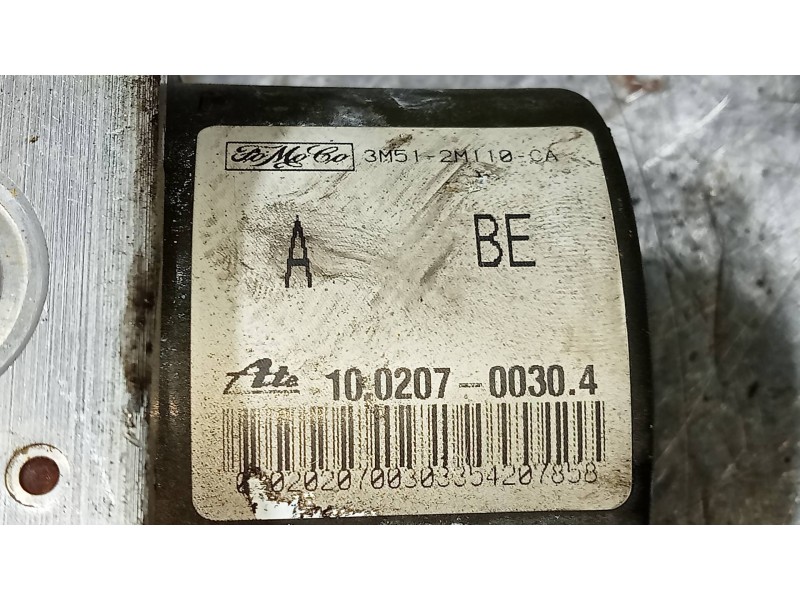 FoMoCo 3M51-2M110-CA
A BE
Ate 10.0207-0030.4